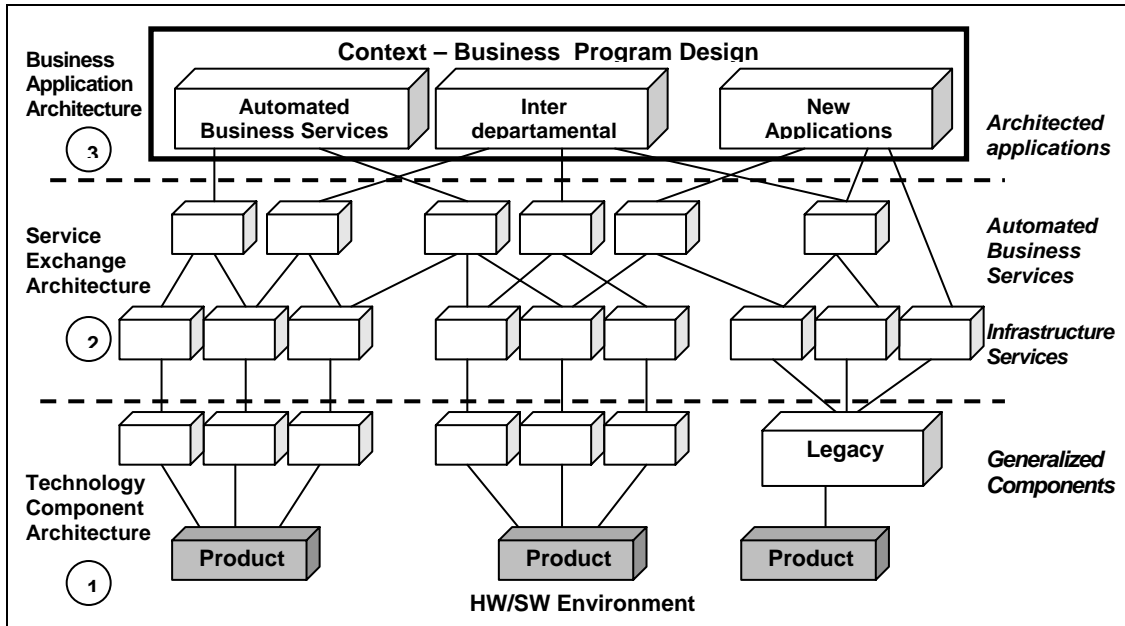 Context – Business Program Design
Business
Application
Architecture
3
Automated
Business Services
Inter
departamental
New
Applications
Architected
applications
Service
Exchange
Architecture
2
Automated
Business
Services
Infrastructure
Services
Technology
Component
Architecture
1
Legacy
Generalized
Components
Product
Product
Product
HW/SW Environment